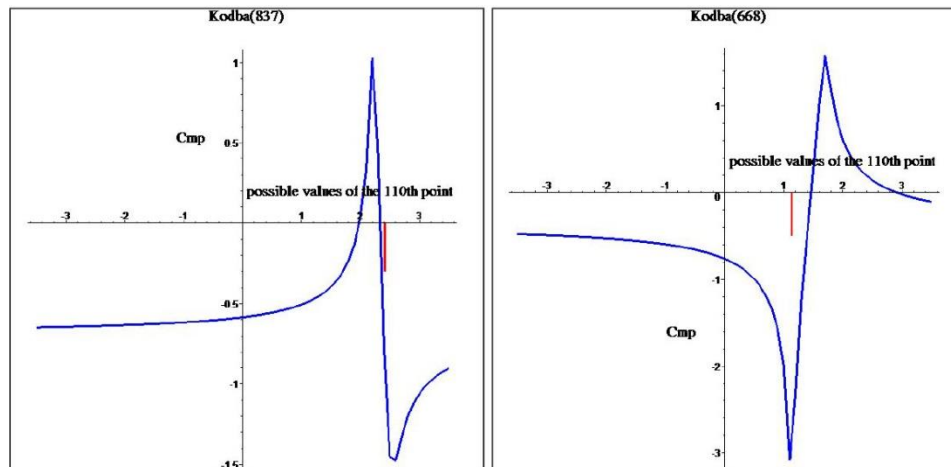 Kodba(837)
1
0.5
Cmp
possible values of the 110th point
-3 -2 -1 0 1 2 3
-0.5
-1
-1.5
Kodba(668)
1
possible values of the 110th point
-3 -2 -1 0 1 2 3
-1
Cmp
-2
-3